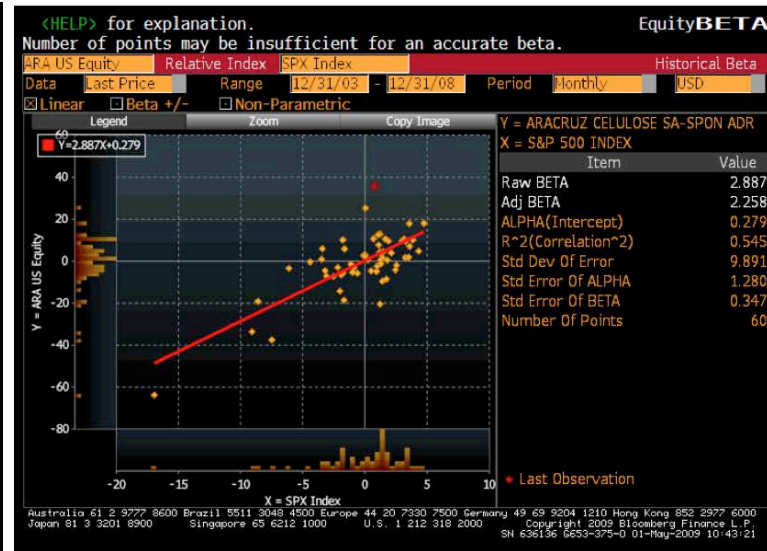 <HELP> for explanation.
EquityBETA
Number of points may be insufficient for an accurate beta.
ARA US Equity Relative Index SPX Index Historical Beta
Data Last Price Range 12/31/03 - 12/31/08 Period Monthly USD
Linear Beta +/- Non-Parametric
Legend Zoom Copy Image
Y=2.887X+0.279
60
40
20
0
-20
-40
-60
-80
Y = ARA US Equity
-20 -15 -10 -5 0 5 10
X = SPX Index
Y = ARACRUZ CELULOSE SA-SPON ADR
X = S&P 500 INDEX
Item Value
Raw BETA 2.887
Adj BETA 2.258
ALPHA(Intercept) 0.279
R^2(Correlation^2) 0.545
Std Dev Of Error 9.891
Std Error Of ALPHA 1.280
Std Error Of BETA 0.347
Number Of Points 60
Last Observation
Australia 61 2 9777 8600 Brazil 5511 3048 4500 Europe 44 20 7330 7500 Germany 49 69 9204 1210 Hong Kong 852 2977 6000
Japan 81 3 3201 8900 Singapore 65 6212 1000 U.S. 1 212 318 2000 Copyright 2009 Bloomberg Finance L.P.
SN 636136 G653-375-0 01-May-2009 10:43:21